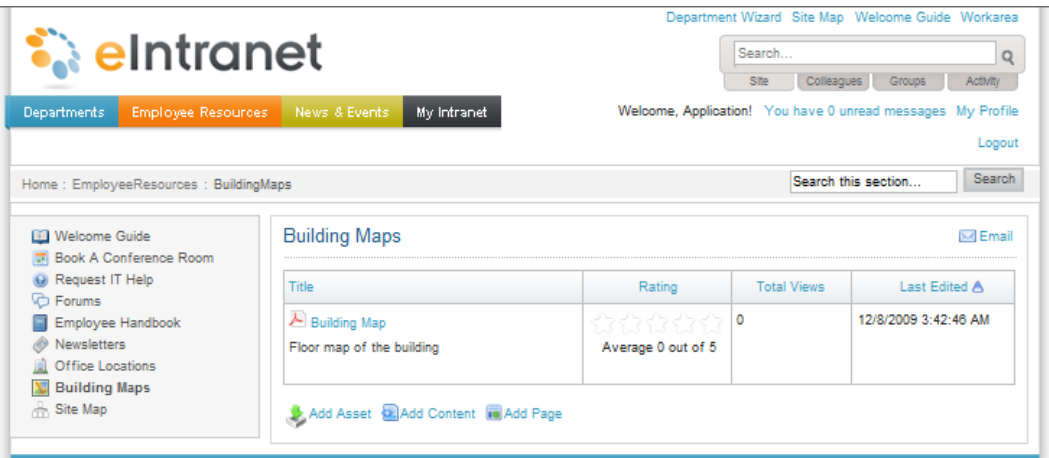 Department Wizard Site Map Welcome Guide Workarea
eIntranet
Search...
Site Colleagues Groups Activity
Departments Employee Resources News & Events My Intranet
Welcome, Application! You have 0 unread messages My Profile
Logout
Home : EmployeeResources : BuildingMaps
Search this section... Search
Welcome Guide
Book A Conference Room
Request IT Help
Forums
Employee Handbook
Newsletters
Office Locations
Building Maps
Site Map
Building Maps
Email
Title Rating Total Views Last Edited
Building Map 0 12/8/2009 3:42:46 AM
Floor map of the building Average 0 out of 5
Add Asset Add Content Add Page